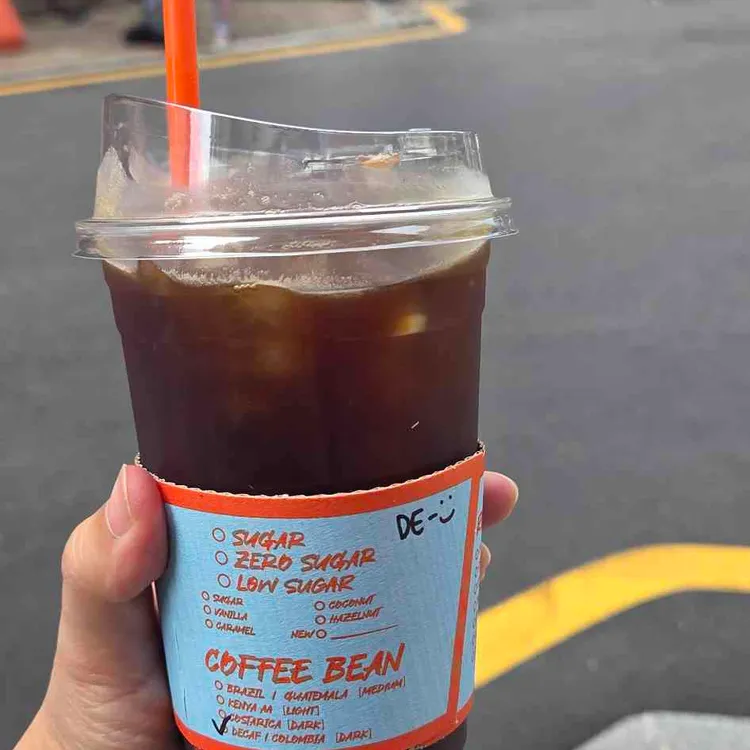 DE-
SUGAR
ZERO SUGAR
LOW SUGAR
SUGAR
COCONUT
VANILLA
HAZELNUT
CARAMEL
NEW
COFFEE BEAN
BRAZIL / GUATEMALA [MEDIUM]
KENYA AA [LIGHT]
COSTARICA [DARK]
DECAF / COLOMBIA [DARK]